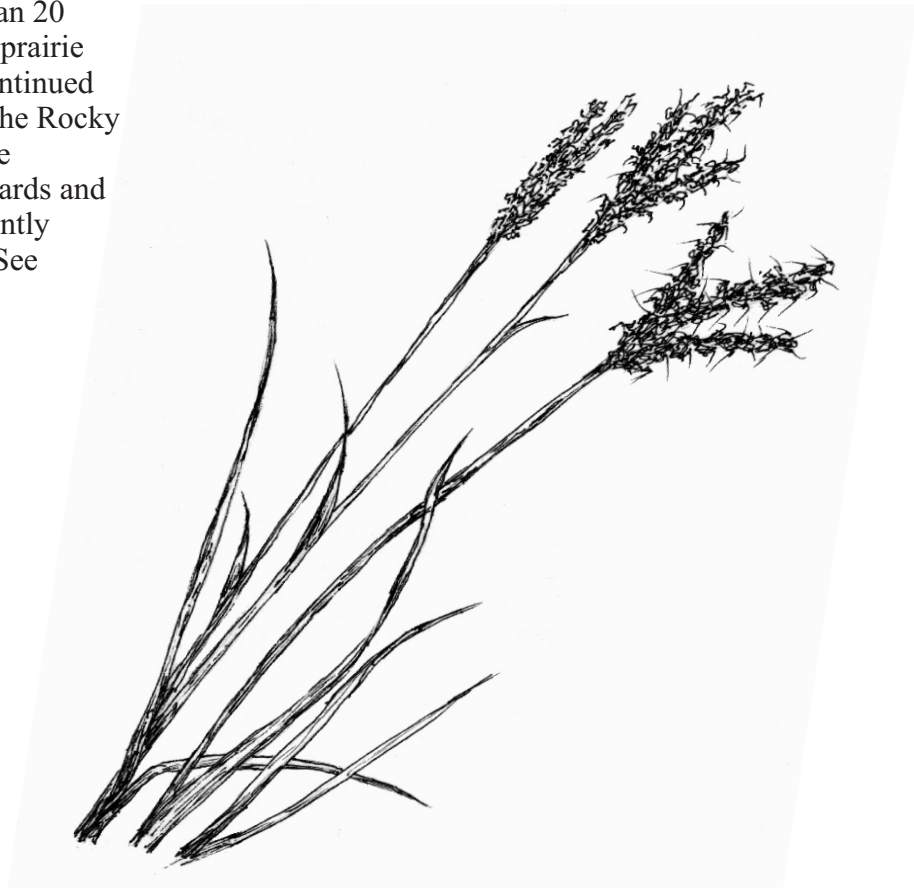 an 20
prairie
ntinued
he Rocky
e
ards and
ntly
See